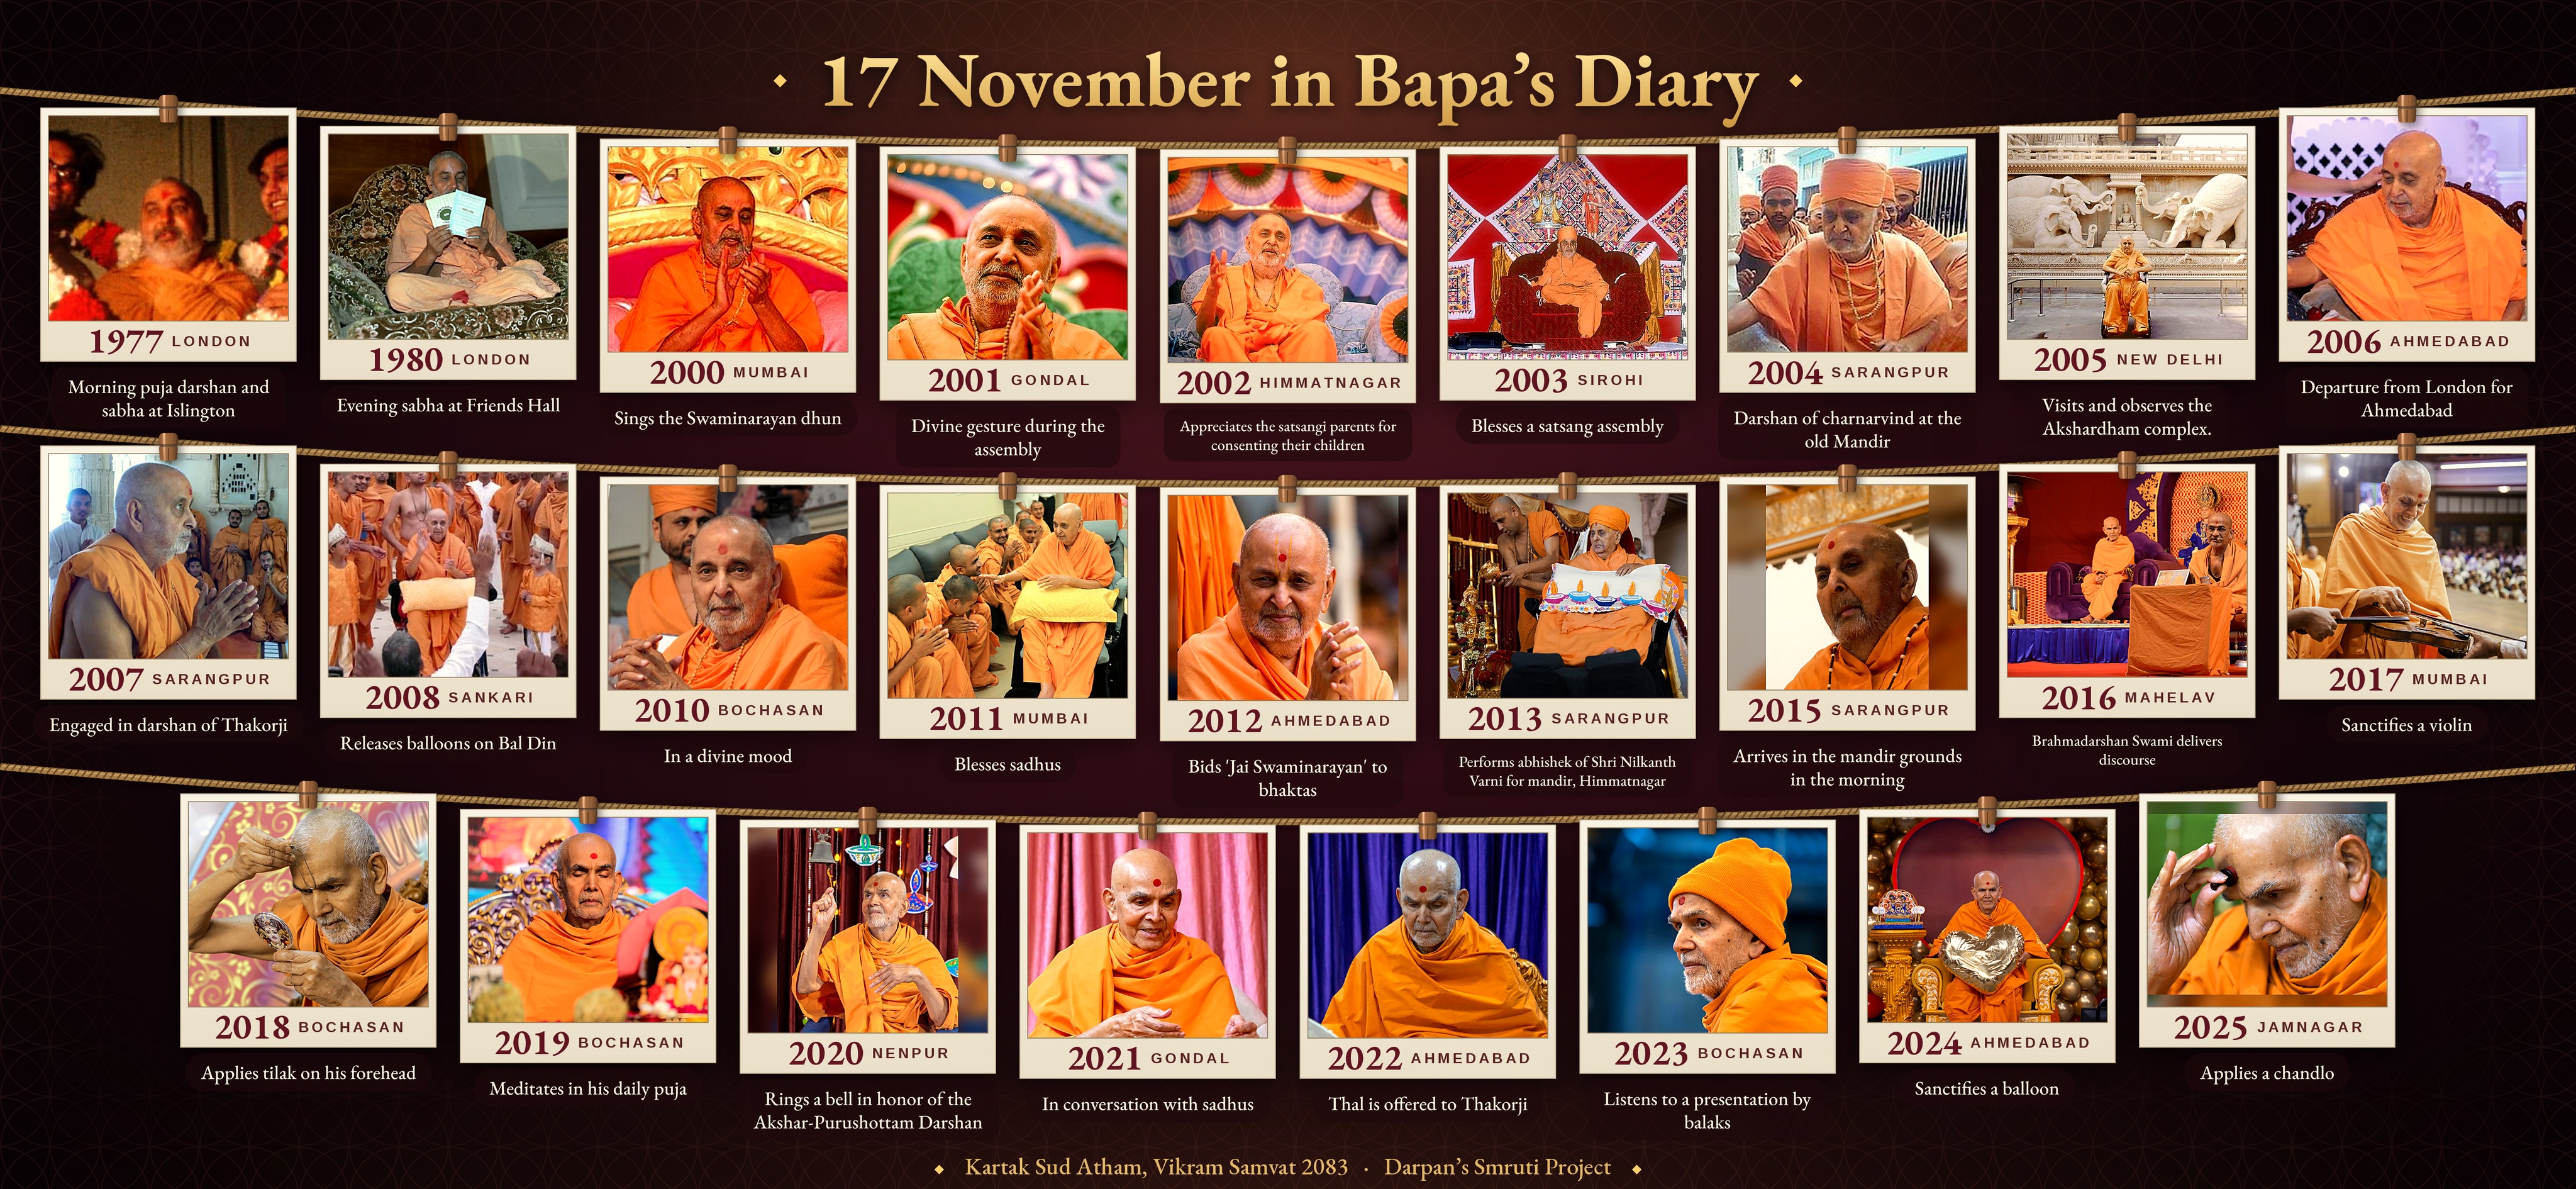 17 November in Bapa's Diary
1977 LONDON
Morning puja darshan and
sabha at Islington
1980 LONDON
Evening sabha at Friends Hall
2000 MUMBAI
Sings the Swaminarayan dhun
2001 GONDAL
Divine gesture during the
assembly
2002 HIMMATNAGAR
Appreciates the satsangi parents for
consenting their children
2003 SIROHI
Blesses a satsang assembly
2004 SARANGPUR
Darshan of charnarvind at the
old Mandir
2005 NEW DELHI
Visits and observes the
Akshardham complex.
2006 AHMEDABAD
Departure from London for
Ahmedabad
2007 SARANGPUR
Engaged in darshan of Thakorji
2008 SANKARI
Releases balloons on Bal Din
2010 BOCHASAN
In a divine mood
2011 MUMBAI
Blesses sadhus
2012 AHMEDABAD
Bids 'Jai Swaminarayan' to
bhaktas
2013 SARANGPUR
Performs abhishek of Shri Nilkanth
Varni for mandir, Himmatnagar
2015 SARANGPUR
Arrives in the mandir grounds
in the morning
2016 MAHELAV
Brahmadarshan Swami delivers
discourse
2017 MUMBAI
Sanctifies a violin
2018 BOCHASAN
Applies tilak on his forehead
2019 BOCHASAN
Meditates in his daily puja
2020 NENPUR
Rings a bell in honor of the
Akshar-Purushottam Darshan
2021 GONDAL
In conversation with sadhus
2022 AHMEDABAD
Thal is offered to Thakorji
2023 BOCHASAN
Listens to a presentation by
balaks
2024 AHMEDABAD
Sanctifies a balloon
2025 JAMNAGAR
Applies a chandlo
Kartak Sud Atham, Vikram Samvat 2083 · Darpan's Smruti Project